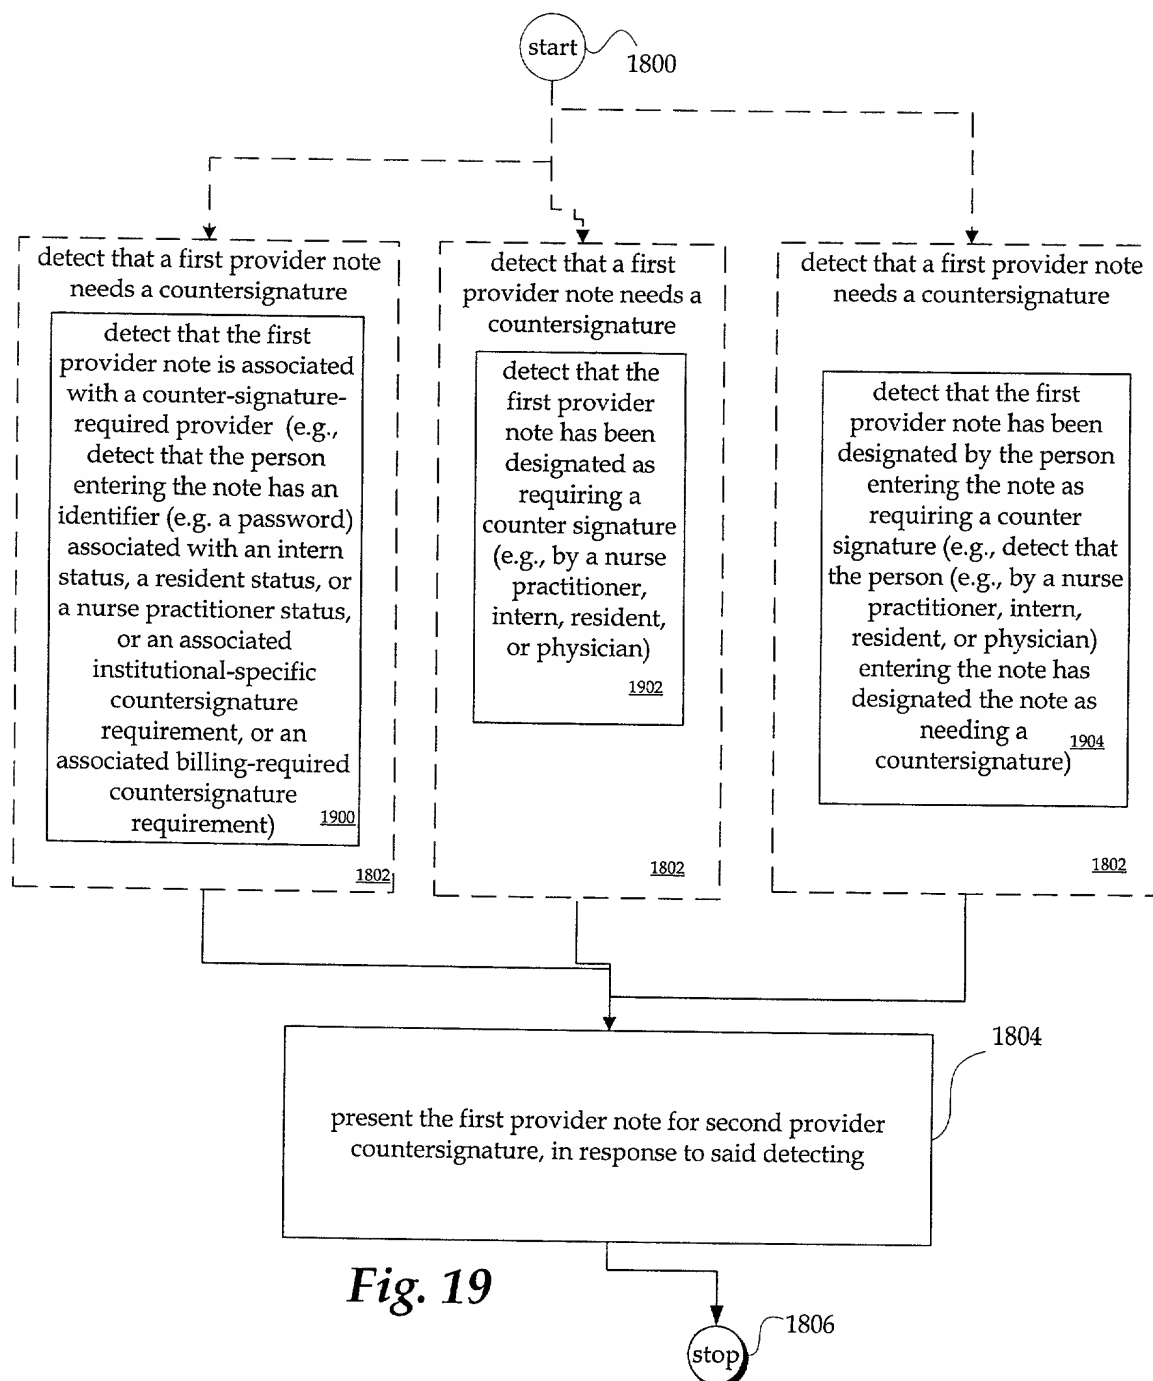 start
1800
detect that a first provider note
needs a countersignature
detect that the first
provider note is associated
with a counter-signature-
required provider (e.g.,
detect that the person
entering the note has an
identifier (e.g. a password)
associated with an intern
status, a resident status, or
a nurse practitioner status,
or an associated
institutional-specific
countersignature
requirement, or an
associated billing-required
countersignature
requirement)
1900
1802
detect that a first
provider note needs a
countersignature
detect that the
first provider
note has been
designated as
requiring a
counter signature
(e.g., by a nurse
practitioner,
intern, resident,
or physician)
1902
1802
detect that a first provider note
needs a countersignature
detect that the first
provider note has been
designated by the person
entering the note as
requiring a counter
signature (e.g., detect that
the person (e.g., by a nurse
practitioner, intern,
resident, or physician)
entering the note has
designated the note as
needing a
countersignature)
1904
1802
present the first provider note for second provider
countersignature, in response to said detecting
1804
Fig. 19
stop
1806